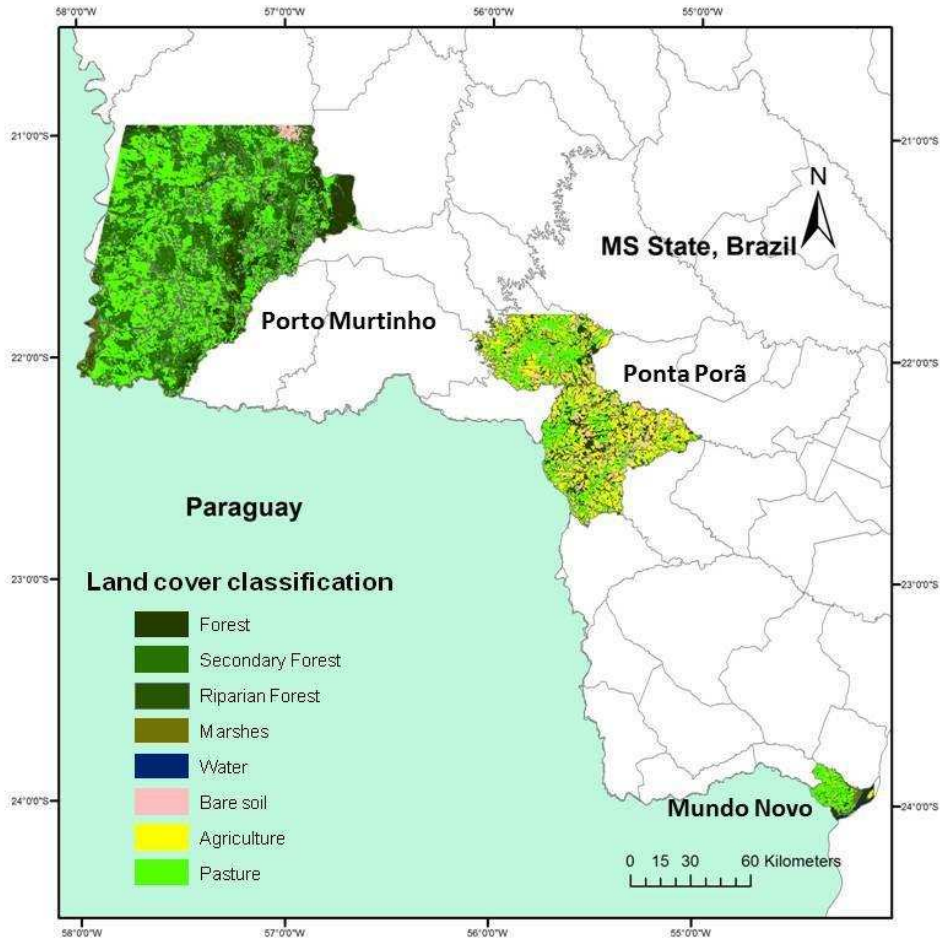 58°0'0"W 57°0'0"W 56°0'0"W 55°0'0"W
21°0'0"S 21°0'0"S
N
MS State, Brazil
Porto Murtinho
22°0'0"S 22°0'0"S
Ponta Porã
Paraguay
23°0'0"S 23°0'0"S
Land cover classification
Forest
Secondary Forest
Riparian Forest
Marshes
Water
Bare soil
Agriculture
Pasture
24°0'0"S 24°0'0"S
Mundo Novo
0 15 30 60 Kilometers
58°0'0"W 57°0'0"W 56°0'0"W 55°0'0"W